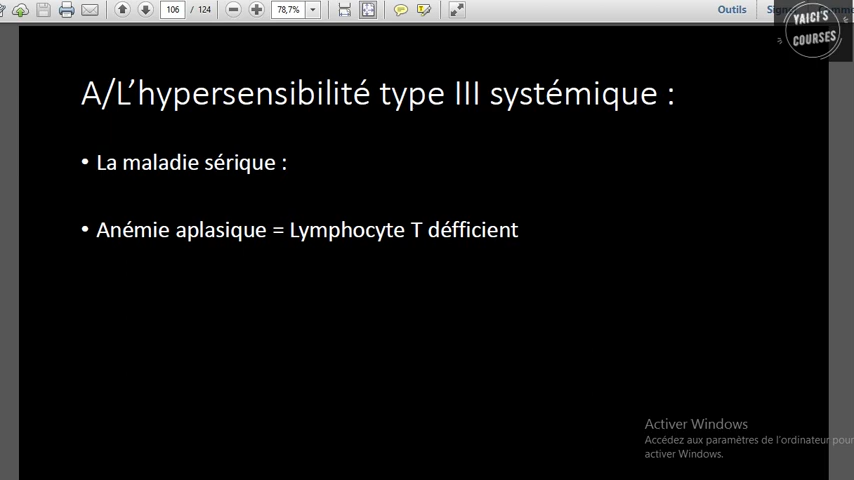 106 / 124
78,7%
Outils
YAICI'S
COURSES
A/L'hypersensibilité type III systémique :
• La maladie sérique :
• Anémie aplasique = Lymphocyte T défficient
Activer Windows
Accédez aux paramètres de l'ordinateur pour
activer Windows.